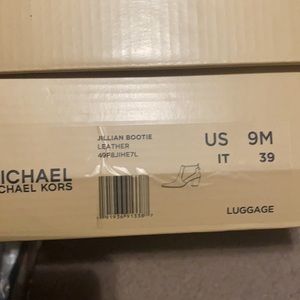 JILLIAN BOOTIE
LEATHER
49F8JIHE7L
US 9M
IT 39
MICHAEL
MICHAEL KORS
LUGGAGE